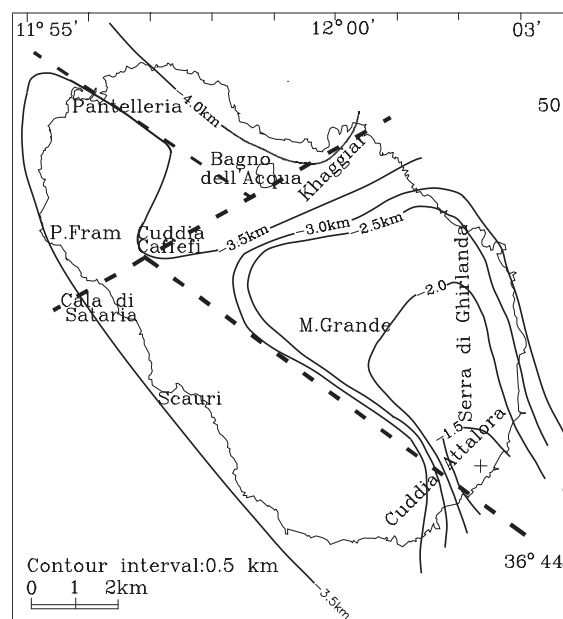 11° 55'
12° 00'
03'
50
Pantelleria
-4.0km
Bagno
dell'Acqua
Khaggiar
P.Fram
Cuddia
Caffefi
-3.5km
-3.0km
-2.5km
Cala di
Sataria
M.Grande
-2.0
Serra di Ghirlanda
Scauri
-1.5
Cuddia Attalora
36° 44
Contour interval:0.5 km
0 1 2km
-3.5km